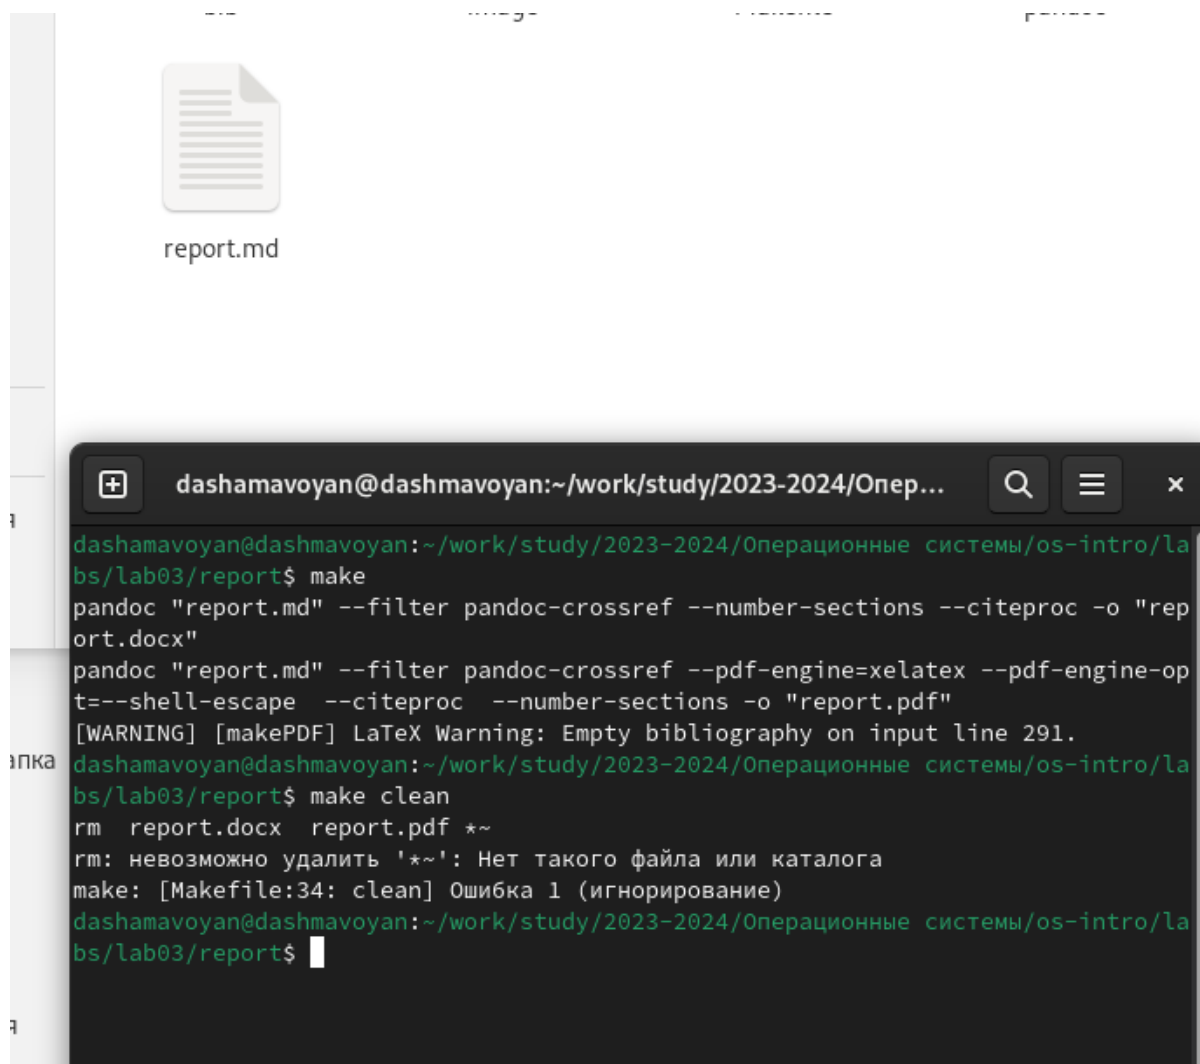 report.md
dashamavoyan@dashmavoyan:~/work/study/2023-2024/Опер...
dashamavoyan@dashmavoyan:~/work/study/2023-2024/Операционные системы/os-intro/la
bs/lab03/report$ make
pandoc "report.md" --filter pandoc-crossref --number-sections --citeproc -o "rep
ort.docx"
pandoc "report.md" --filter pandoc-crossref --pdf-engine=xelatex --pdf-engine-op
t=--shell-escape  --citeproc  --number-sections -o "report.pdf"
[WARNING] [makePDF] LaTeX Warning: Empty bibliography on input line 291.
dashamavoyan@dashmavoyan:~/work/study/2023-2024/Операционные системы/os-intro/la
bs/lab03/report$ make clean
rm  report.docx  report.pdf *~
rm: невозможно удалить '*~': Нет такого файла или каталога
make: [Makefile:34: clean] Ошибка 1 (игнорирование)
dashamavoyan@dashmavoyan:~/work/study/2023-2024/Операционные системы/os-intro/la
bs/lab03/report$